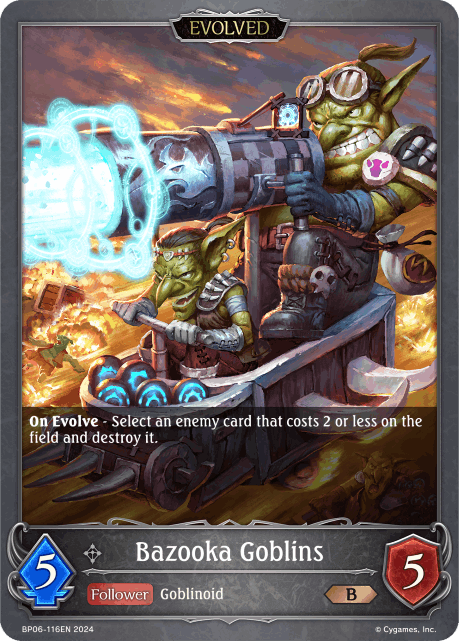 EVOLVED
On Evolve - Select an enemy card that costs 2 or less on the
field and destroy it.
Bazooka Goblins
5
5
Follower Goblinoid
B
BP06-116EN 2024
© Cygames, Inc.